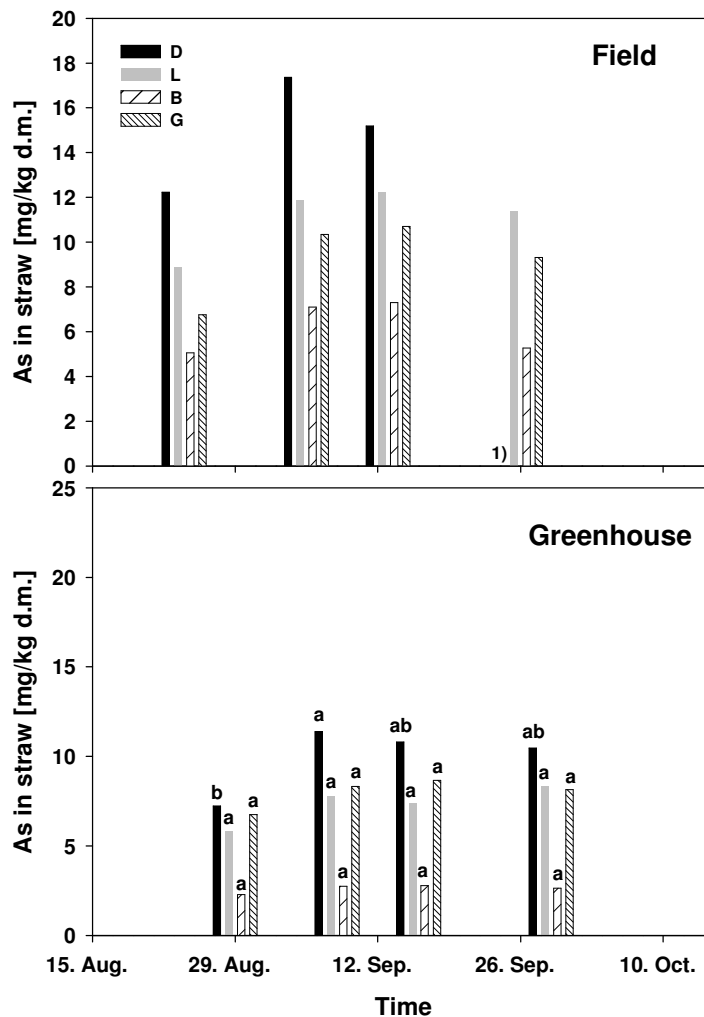 20
18
16
14
12
10
8
6
4
2
0
As in straw [mg/kg d.m.]
D
L
B
G
Field
1)
25
20
15
10
5
0
As in straw [mg/kg d.m.]
Greenhouse
b a a a
a a a a
ab a a a
ab a a a
15. Aug. 29. Aug. 12. Sep. 26. Sep. 10. Oct.
Time